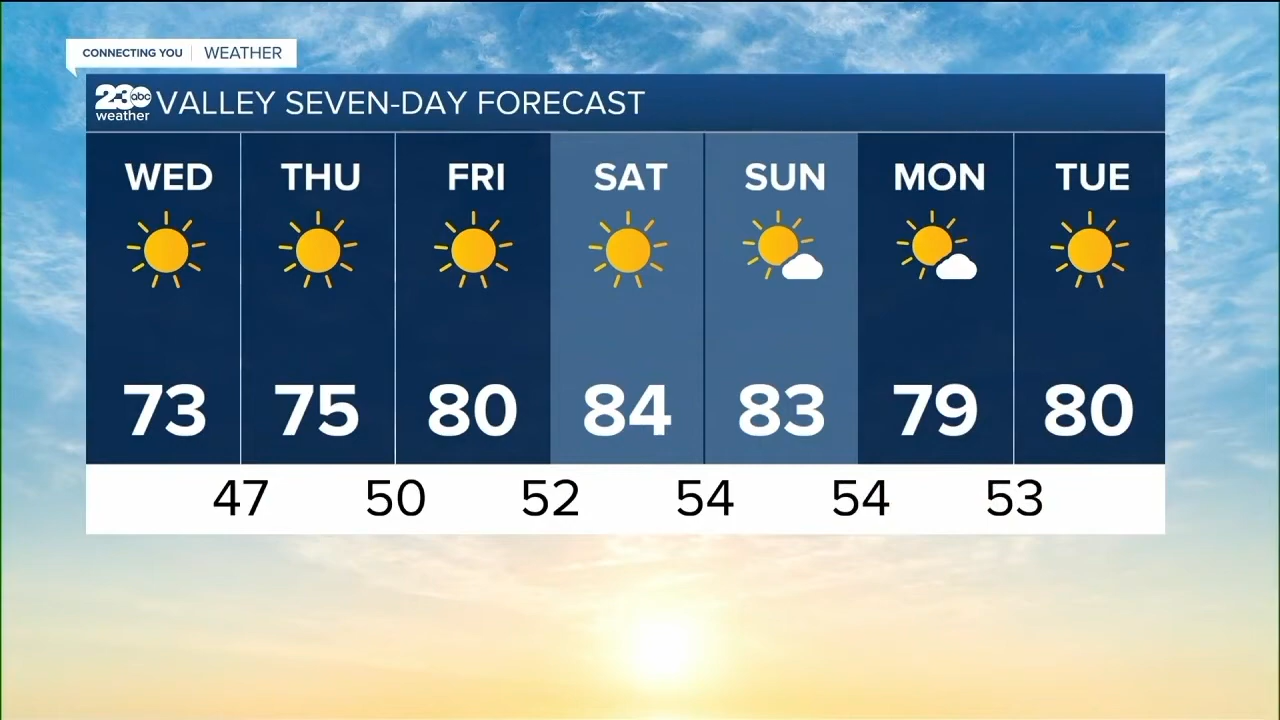 CONNECTING YOU | WEATHER
23 abc
weather
VALLEY SEVEN-DAY FORECAST
WED THU FRI SAT SUN MON TUE
73 75 80 84 83 79 80
47 50 52 54 54 53